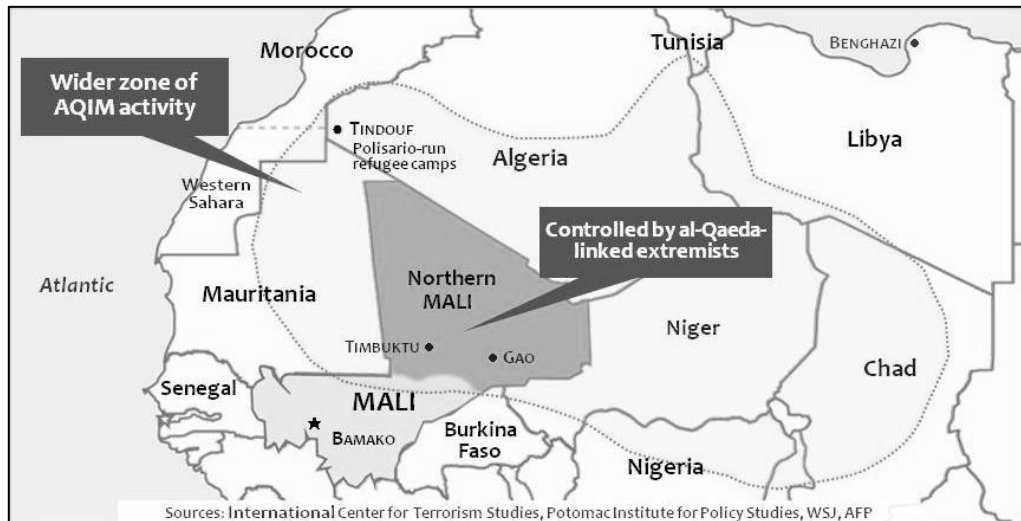 Morocco
Tunisia
BENGHAZI
Wider zone of
AQIM activity
TINDOUF
Polisario-run
refugee camps
Algeria
Libya
Western
Sahara
Controlled by al-Qaeda-
linked extremists
Atlantic
Mauritania
Northern
MALI
Niger
TIMBUKTU
GAO
Chad
Senegal
MALI
BAMAKO
Burkina
Faso
Nigeria
Sources: International Center for Terrorism Studies, Potomac Institute for Policy Studies, WSJ, AFP